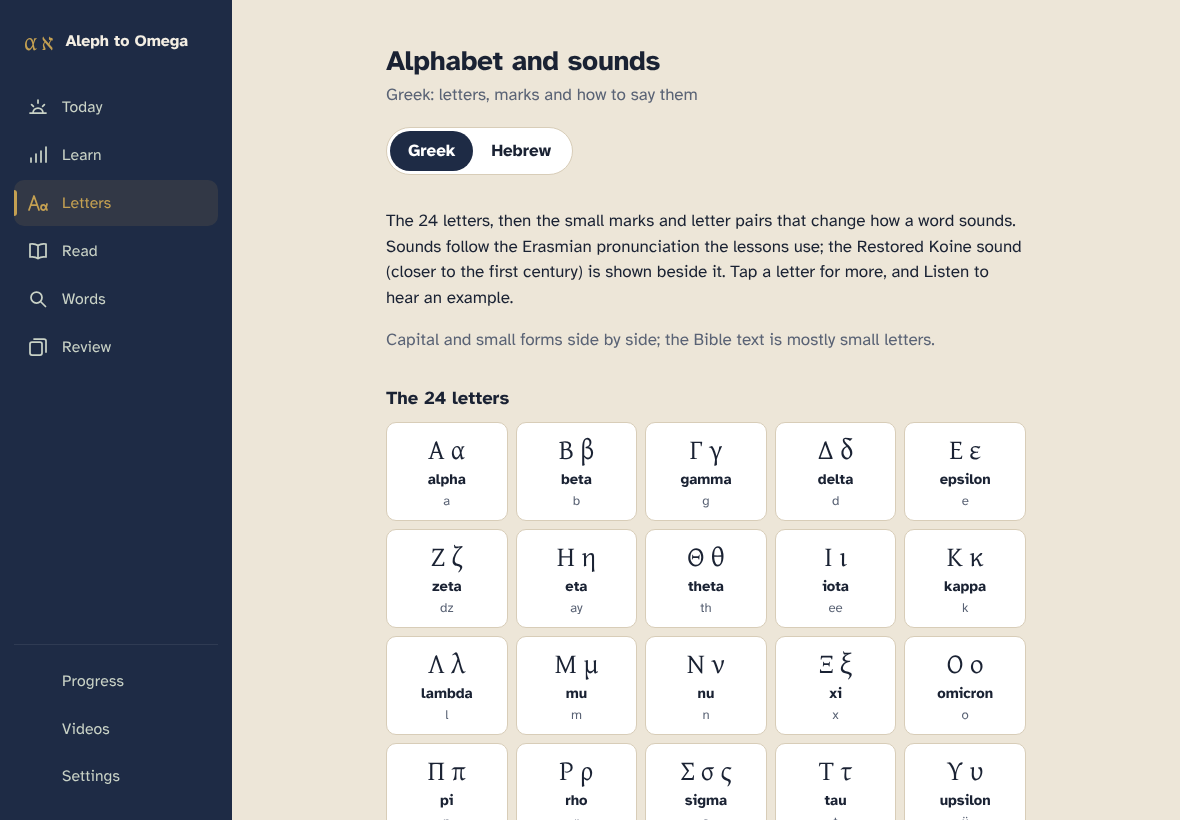 αא Aleph to Omega
Today
Learn
Aα Letters
Read
Words
Review
Progress
Videos
Settings
Alphabet and sounds
Greek: letters, marks and how to say them
Greek Hebrew
The 24 letters, then the small marks and letter pairs that change how a word sounds.
Sounds follow the Erasmian pronunciation the lessons use; the Restored Koine sound
(closer to the first century) is shown beside it. Tap a letter for more, and Listen to
hear an example.
Capital and small forms side by side; the Bible text is mostly small letters.
The 24 letters
Α α Β β Γ γ Δ δ Ε ε
alpha beta gamma delta epsilon
a b g d e
Ζ ζ Η η Θ θ Ι ι Κ κ
zeta eta theta iota kappa
dz ay th ee k
Λ λ Μ μ Ν ν Ξ ξ Ο ο
lambda mu nu xi omicron
l m n x o
Π π Ρ ρ Σ σ ς Τ τ Υ υ
pi rho sigma tau upsilon